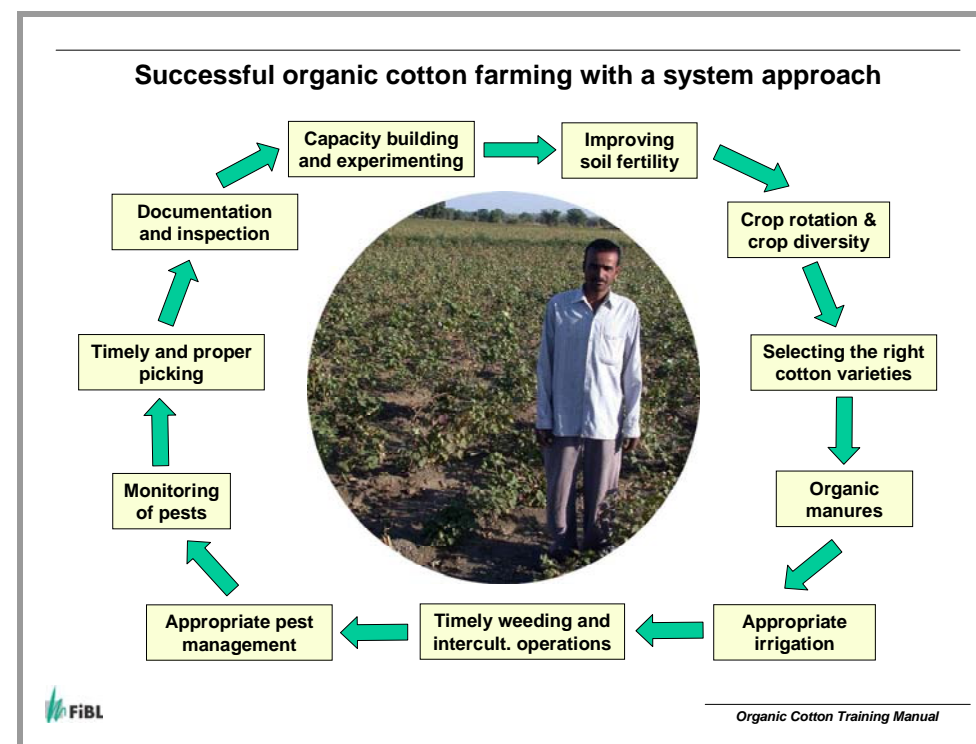 Successful organic cotton farming with a system approach
Capacity building
and experimenting
Improving
soil fertility
Crop rotation &
crop diversity
Selecting the right
cotton varieties
Organic
manures
Appropriate
irrigation
Timely weeding and
intercult. operations
Appropriate pest
management
Monitoring
of pests
Timely and proper
picking
Documentation
and inspection
FiBL
Organic Cotton Training Manual